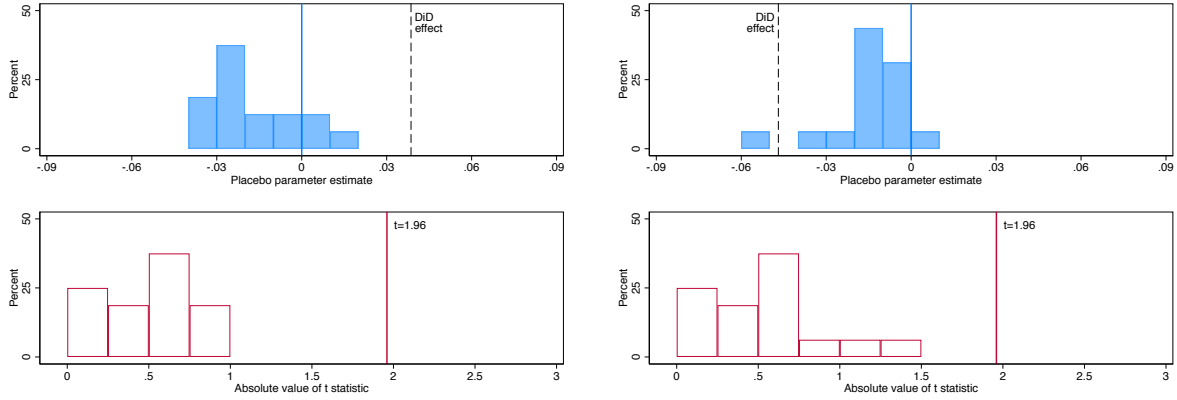 DiD
effect
Percent
0 25 50
-.09 -.06 -.03 0 .03 .06 .09
Placebo parameter estimate
DiD
effect
Percent
0 25 50
-.09 -.06 -.03 0 .03 .06 .09
Placebo parameter estimate
t=1.96
Percent
0 25 50
0 .5 1 1.5 2 2.5 3
Absolute value of t statistic
t=1.96
Percent
0 25 50
0 .5 1 1.5 2 2.5 3
Absolute value of t statistic